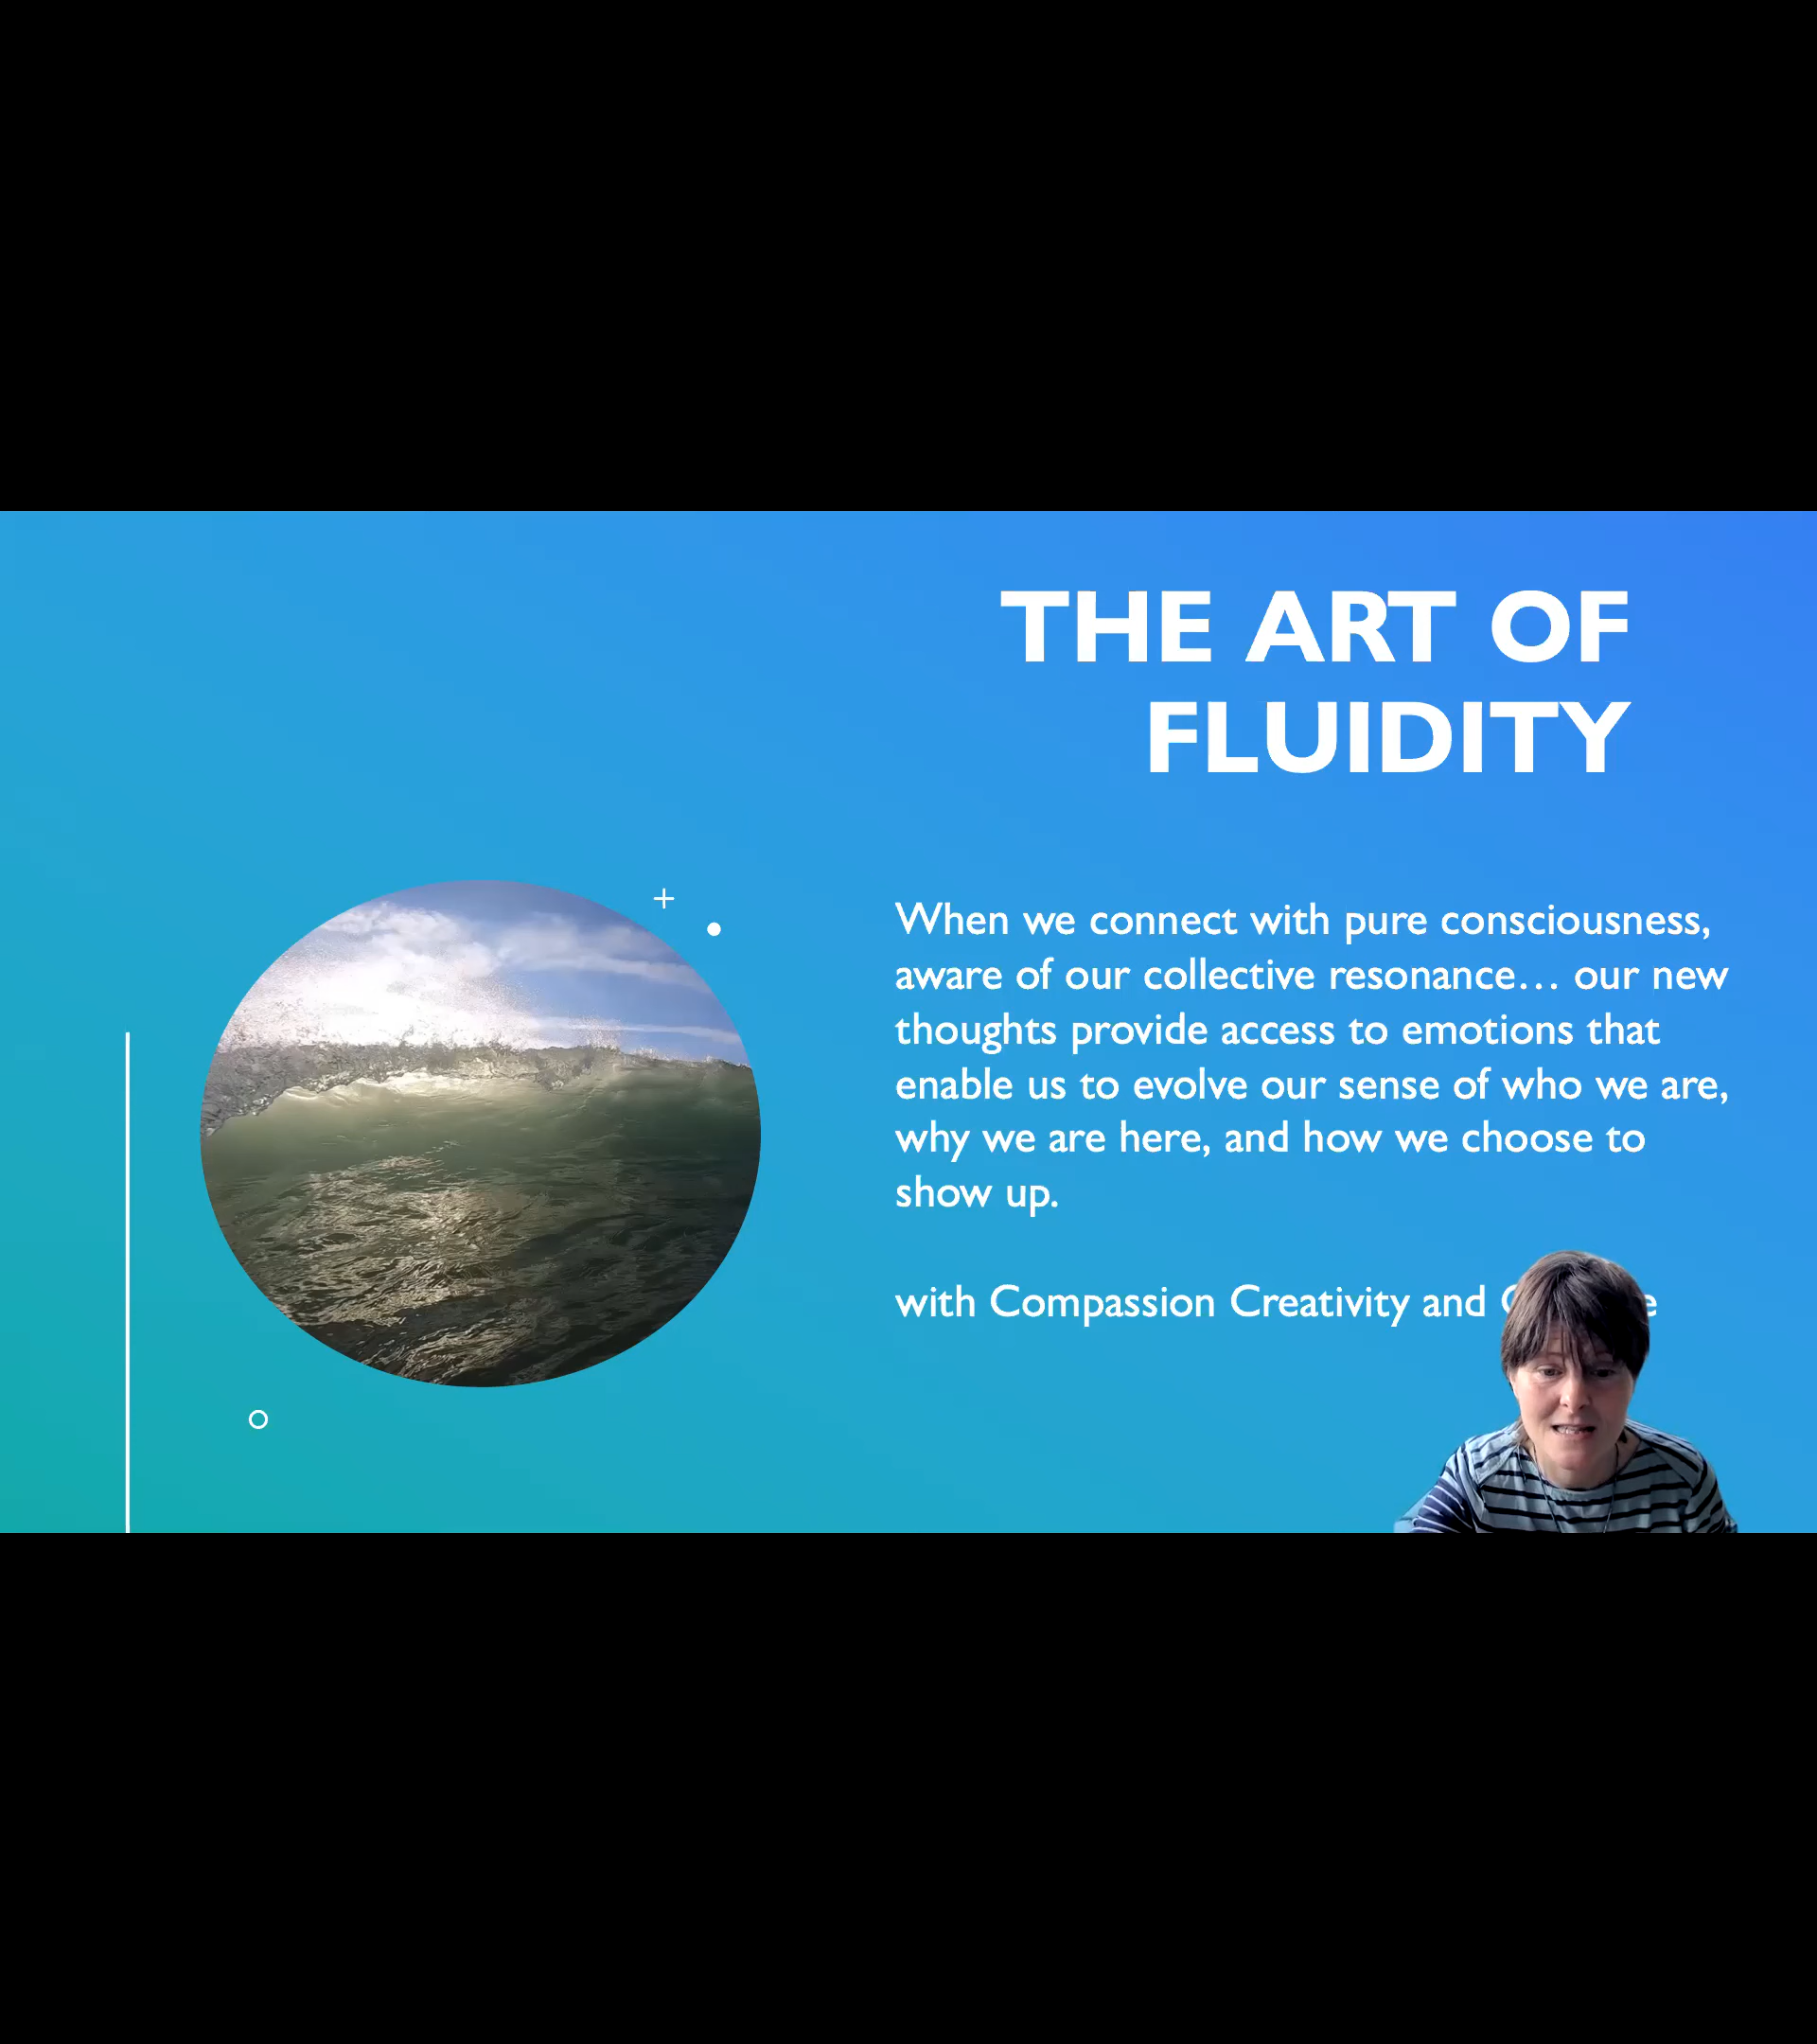 THE ART OF
FLUIDITY
When we connect with pure consciousness,
aware of our collective resonance... our new
thoughts provide access to emotions that
enable us to evolve our sense of who we are,
why we are here, and how we choose to
show up.
with Compassion Creativity and